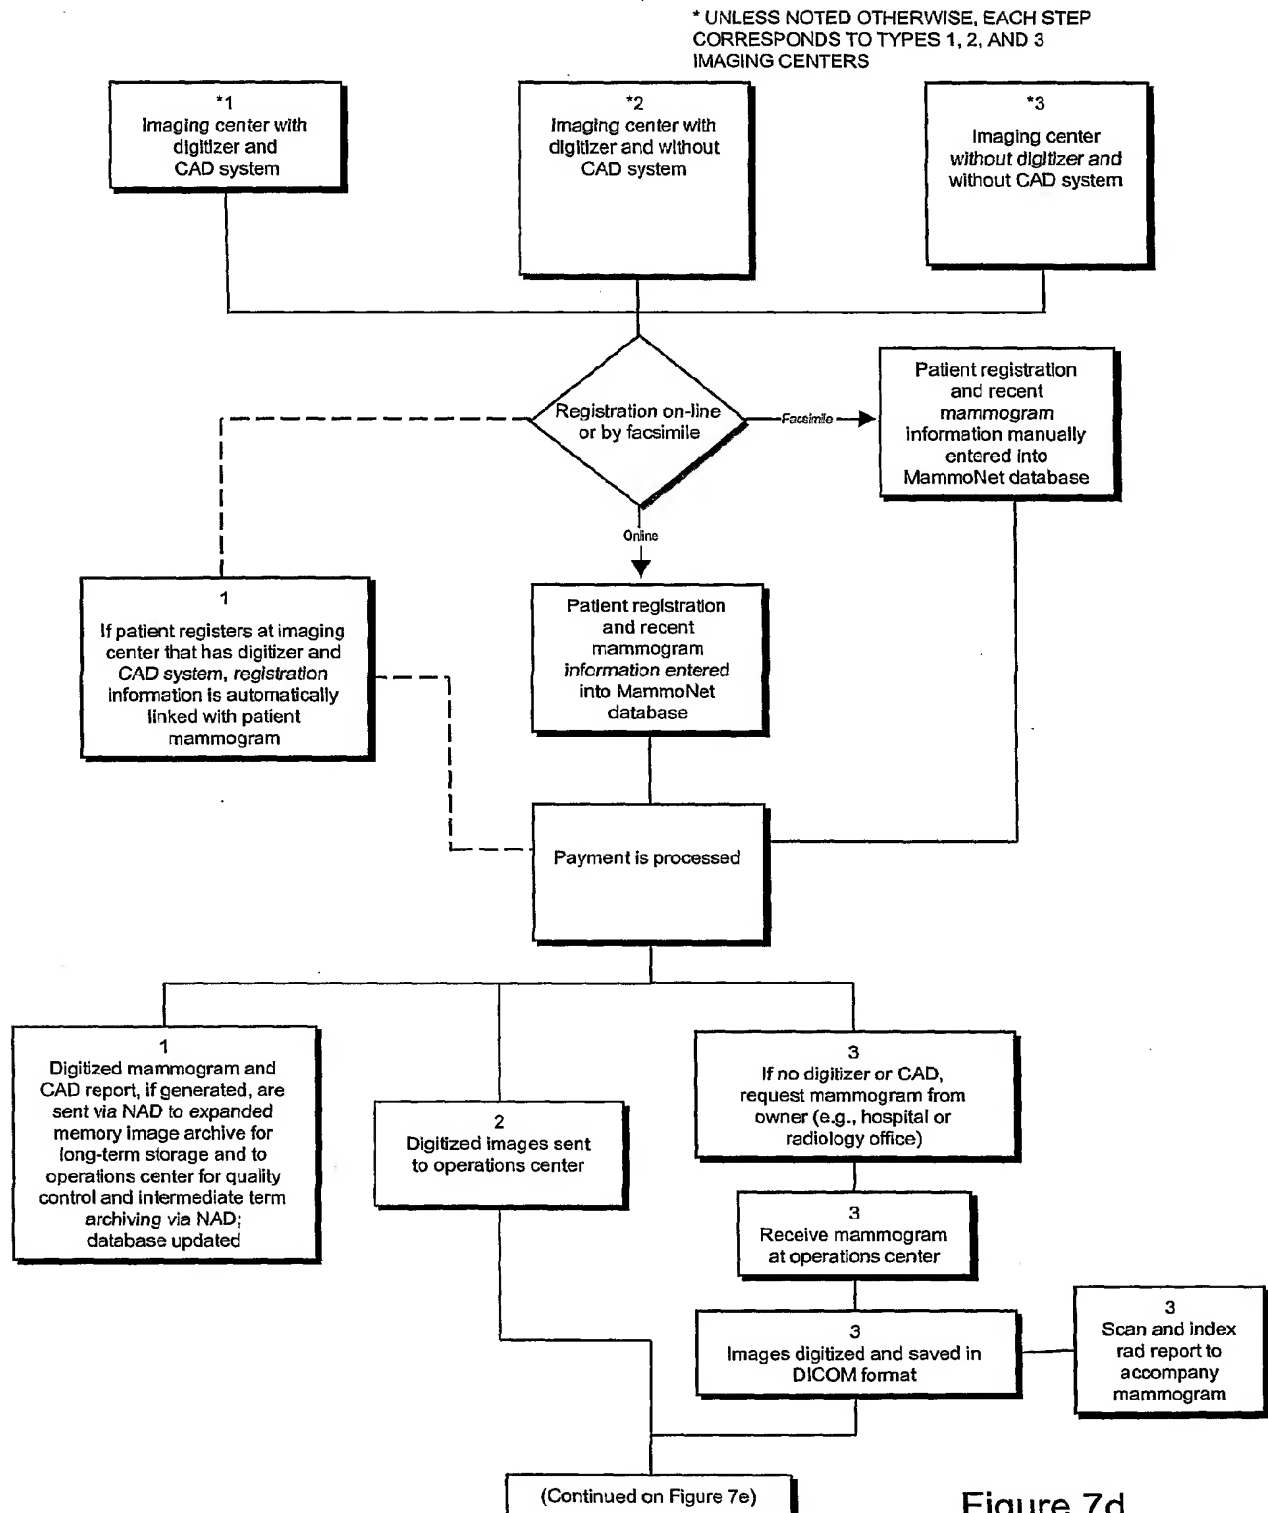 * UNLESS NOTED OTHERWISE, EACH STEP
CORRESPONDS TO TYPES 1, 2, AND 3
IMAGING CENTERS
*1
Imaging center with
digitizer and
CAD system
*2
Imaging center with
digitizer and without
CAD system
*3
Imaging center
without digitizer and
without CAD system
Registration on-line
or by facsimile
Facsimile
Patient registration
and recent
mammogram
information manually
entered into
MammoNet database
Online
1
If patient registers at imaging
center that has digitizer and
CAD system, registration
information is automatically
linked with patient
mammogram
Patient registration
and recent
mammogram
information entered
into MammoNet
database
Payment is processed
1
Digitized mammogram and
CAD report, if generated, are
sent via NAD to expanded
memory image archive for
long-term storage and to
operations center for quality
control and intermediate term
archiving via NAD;
database updated
2
Digitized images sent
to operations center
3
If no digitizer or CAD,
request mammogram from
owner (e.g., hospital or
radiology office)
3
Receive mammogram
at operations center
3
Images digitized and saved in
DICOM format
3
Scan and index
rad report to
accompany
mammogram
(Continued on Figure 7e)
Figure 7d